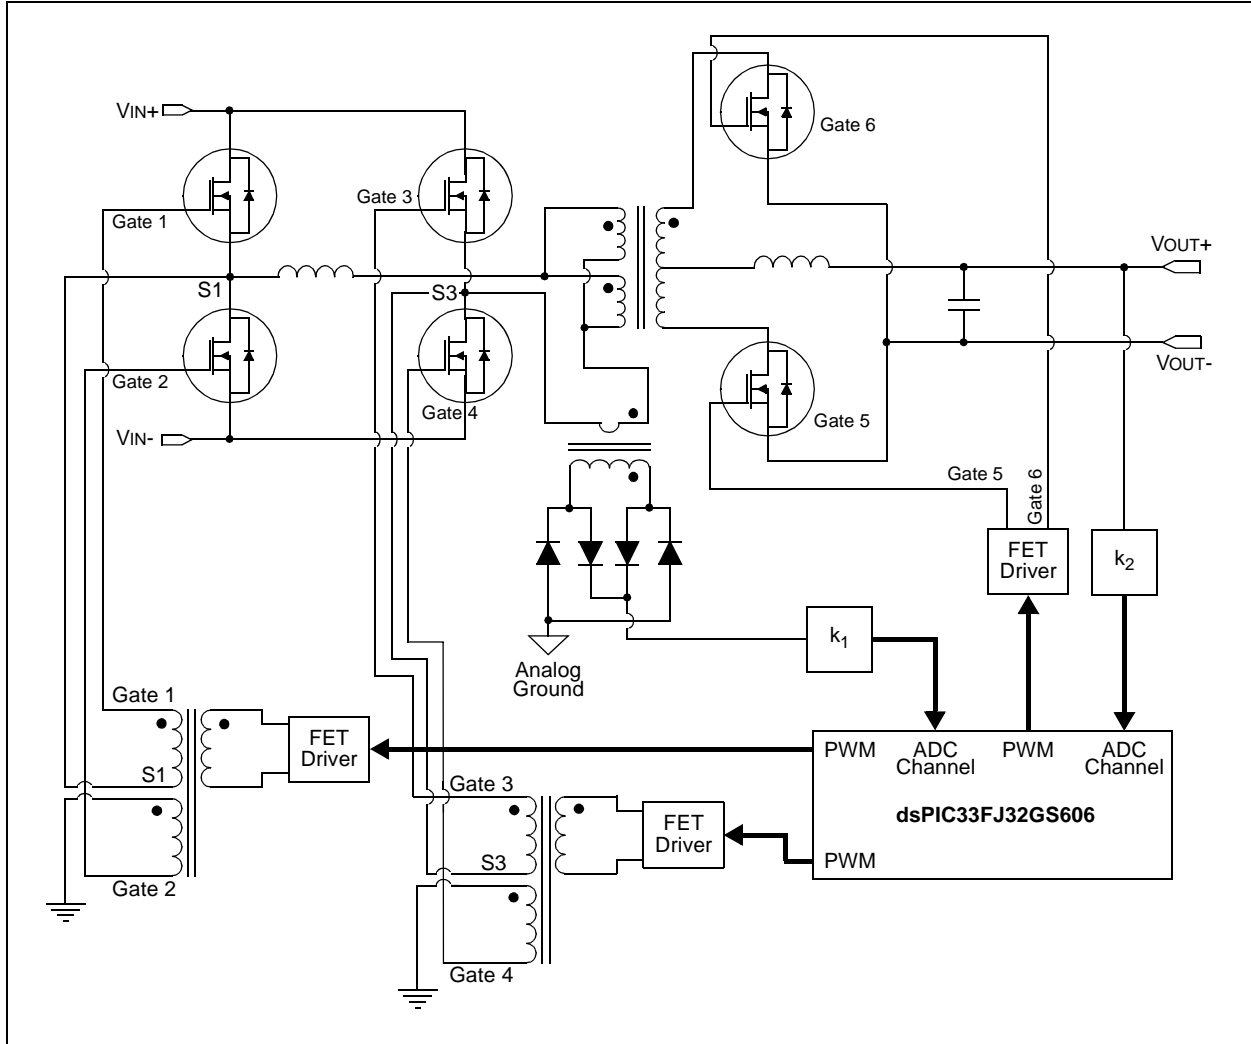 VIN+
Gate 1
S1
Gate 2
VIN-
Gate 3
S3
Gate 4
Gate 6
VOUT+
VOUT-
Gate 5
Gate 5
Gate 6
FET
Driver
k2
k1
Analog
Ground
Gate 1
S1
Gate 2
FET
Driver
Gate 3
S3
Gate 4
FET
Driver
PWM
ADC
Channel
PWM
ADC
Channel
dsPIC33FJ32GS606
PWM